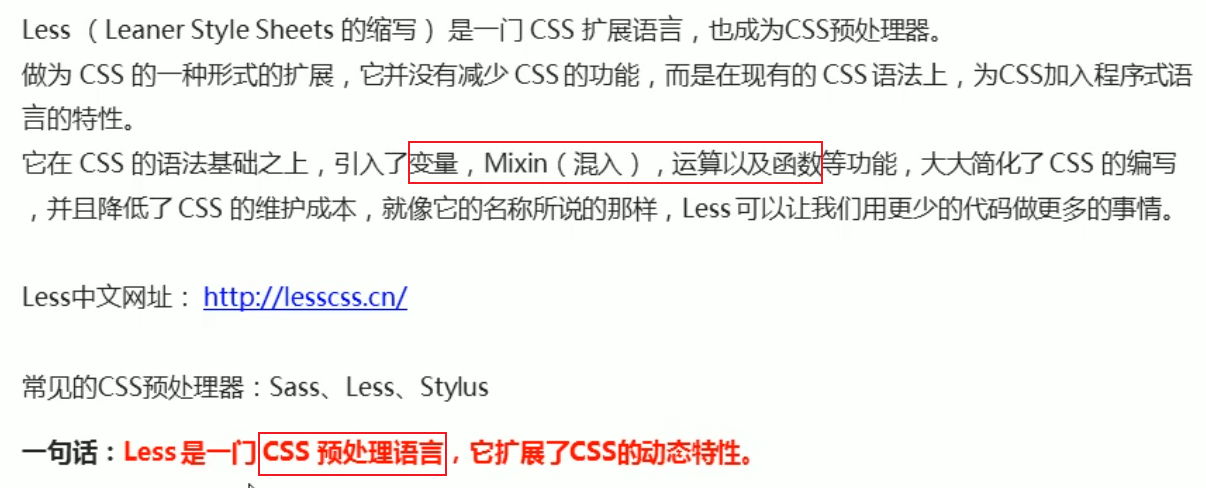 Less （ Leaner Style Sheets 的缩写 ） 是一门 CSS 扩展语言，也成为CSS预处理器。
做为 CSS 的一种形式的扩展，它并没有减少 CSS 的功能，而是在现有的 CSS 语法上，为CSS加入程序式语
言的特性。
它在 CSS 的语法基础之上，引入了变量，Mixin（混入），运算以及函数等功能，大大简化了 CSS 的编写
，并且降低了 CSS 的维护成本，就像它的名称所说的那样，Less 可以让我们用更少的代码做更多的事情。
Less中文网址： http://lesscss.cn/
常见的CSS预处理器：Sass、Less、Stylus
一句话：Less 是一门 CSS 预处理语言，它扩展了CSS的动态特性。